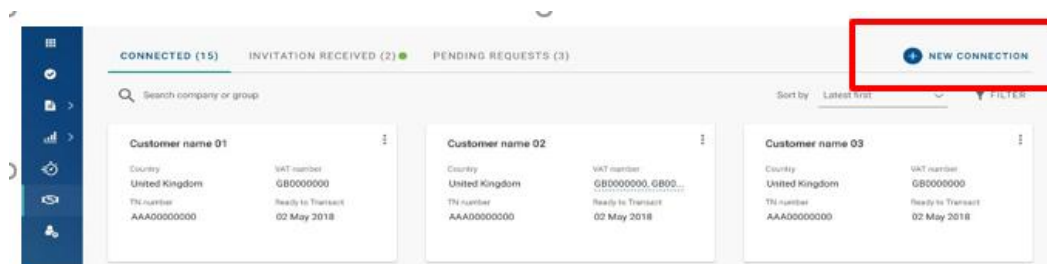 CONNECTED (15) INVITATION RECEIVED (2) PENDING REQUESTS (3) NEW CONNECTION
Search company or group Sort by Latest first FILTER
Customer name 01 Customer name 02 Customer name 03
Country VAT number Country VAT number Country VAT number
United Kingdom GB0000000 United Kingdom GB0000000, GB00... United Kingdom GB0000000
TN number Ready to Transact TN number Ready to Transact TN number Ready to Transact
AAA00000000 02 May 2018 AAA00000000 02 May 2018 AAA00000000 02 May 2018